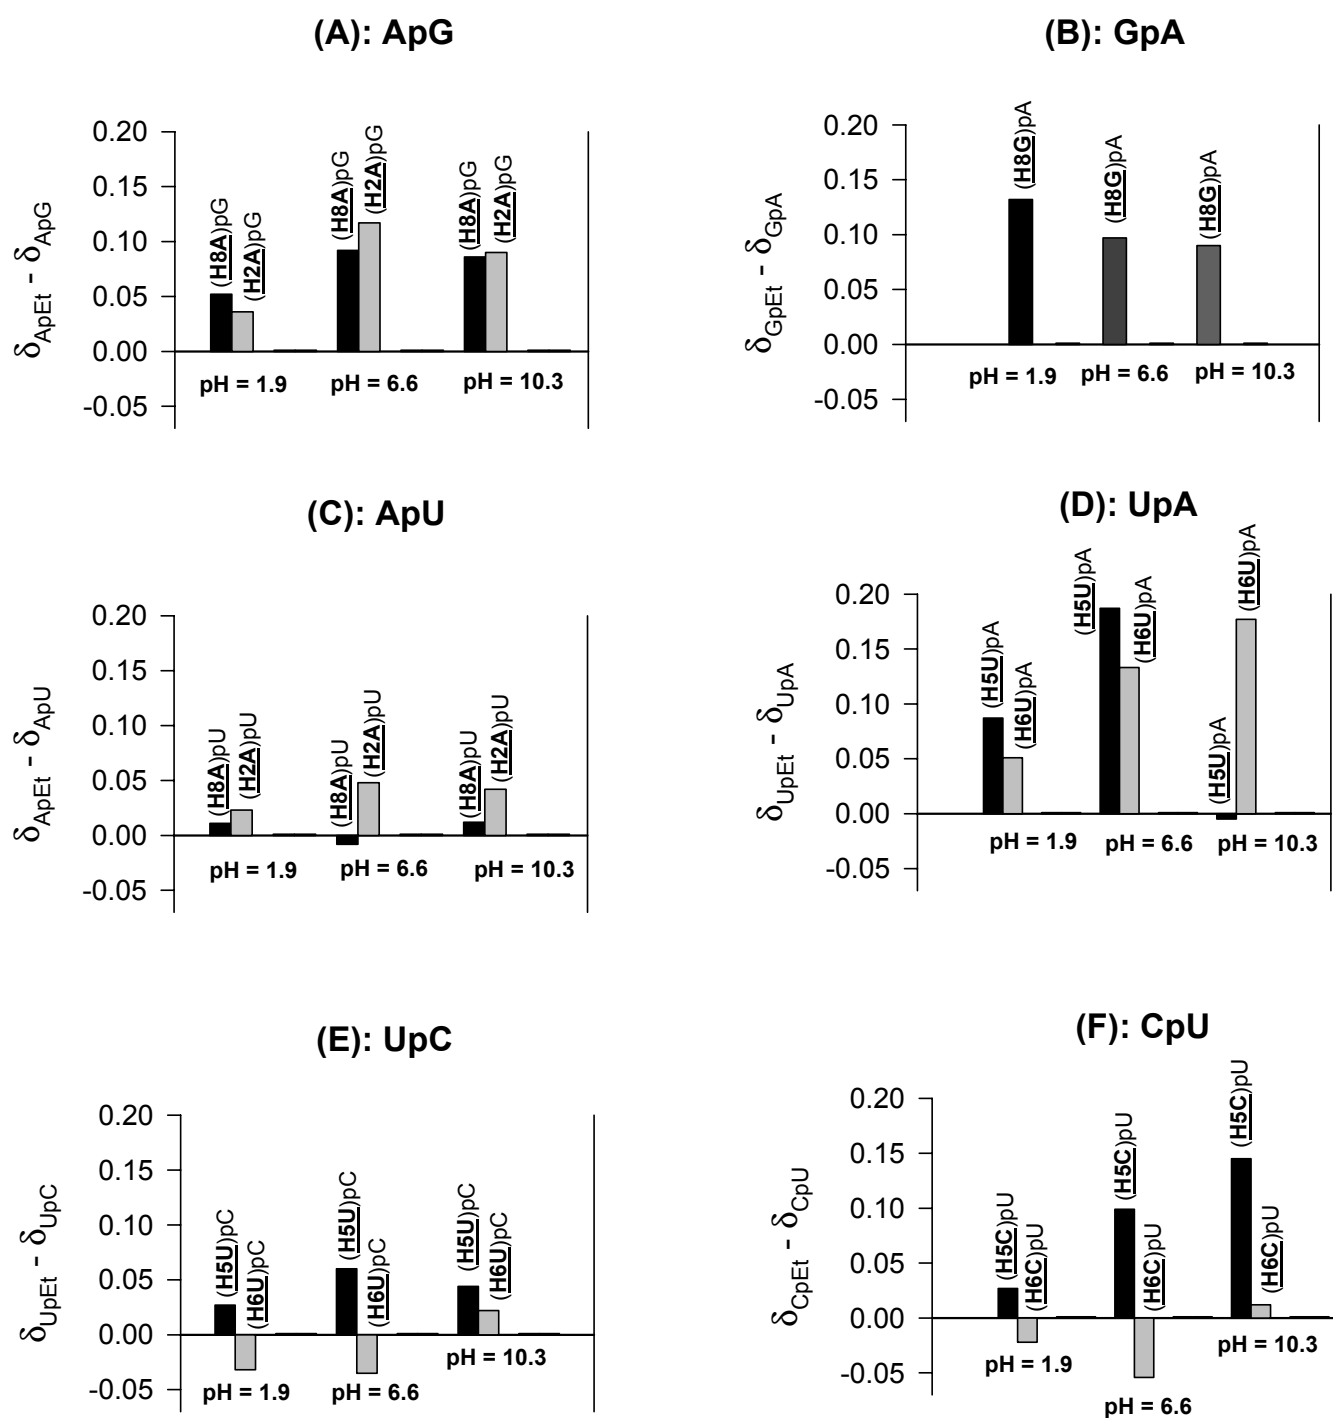 (A): ApG
δApEt - δApG
0.20
0.15
0.10
0.05
0.00
-0.05
(H8A)pG
(H2A)pG
(H8A)pG
(H2A)pG
(H8A)pG
(H2A)pG
pH = 1.9
pH = 6.6
pH = 10.3
(B): GpA
δGpEt - δGpA
0.20
0.15
0.10
0.05
0.00
-0.05
(H8G)pA
(H8G)pA
(H8G)pA
pH = 1.9
pH = 6.6
pH = 10.3
(C): ApU
δApEt - δApU
0.20
0.15
0.10
0.05
0.00
-0.05
(H8A)pU
(H2A)pU
(H8A)pU
(H2A)pU
(H8A)pU
(H2A)pU
pH = 1.9
pH = 6.6
pH = 10.3
(D): UpA
δUpEt - δUpA
0.20
0.15
0.10
0.05
0.00
-0.05
(H5U)pA
(H6U)pA
(H5U)pA
(H6U)pA
(H5U)pA
(H6U)pA
pH = 1.9
pH = 6.6
pH = 10.3
(E): UpC
δUpEt - δUpC
0.20
0.15
0.10
0.05
0.00
-0.05
(H5U)pC
(H6U)pC
(H5U)pC
(H6U)pC
(H5U)pC
(H6U)pC
pH = 1.9
pH = 6.6
pH = 10.3
(F): CpU
δCpEt - δCpU
0.20
0.15
0.10
0.05
0.00
-0.05
(H5C)pU
(H6C)pU
(H5C)pU
(H6C)pU
(H5C)pU
(H6C)pU
pH = 1.9
pH = 6.6
pH = 10.3